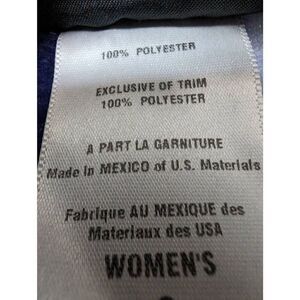 100% POLYESTER
EXCLUSIVE OF TRIM
100% POLYESTER
A PART LA GARNITURE
Made in MEXICO of U.S. Materials
Fabrique AU MEXIQUE des
Materiaux des USA
WOMEN'S